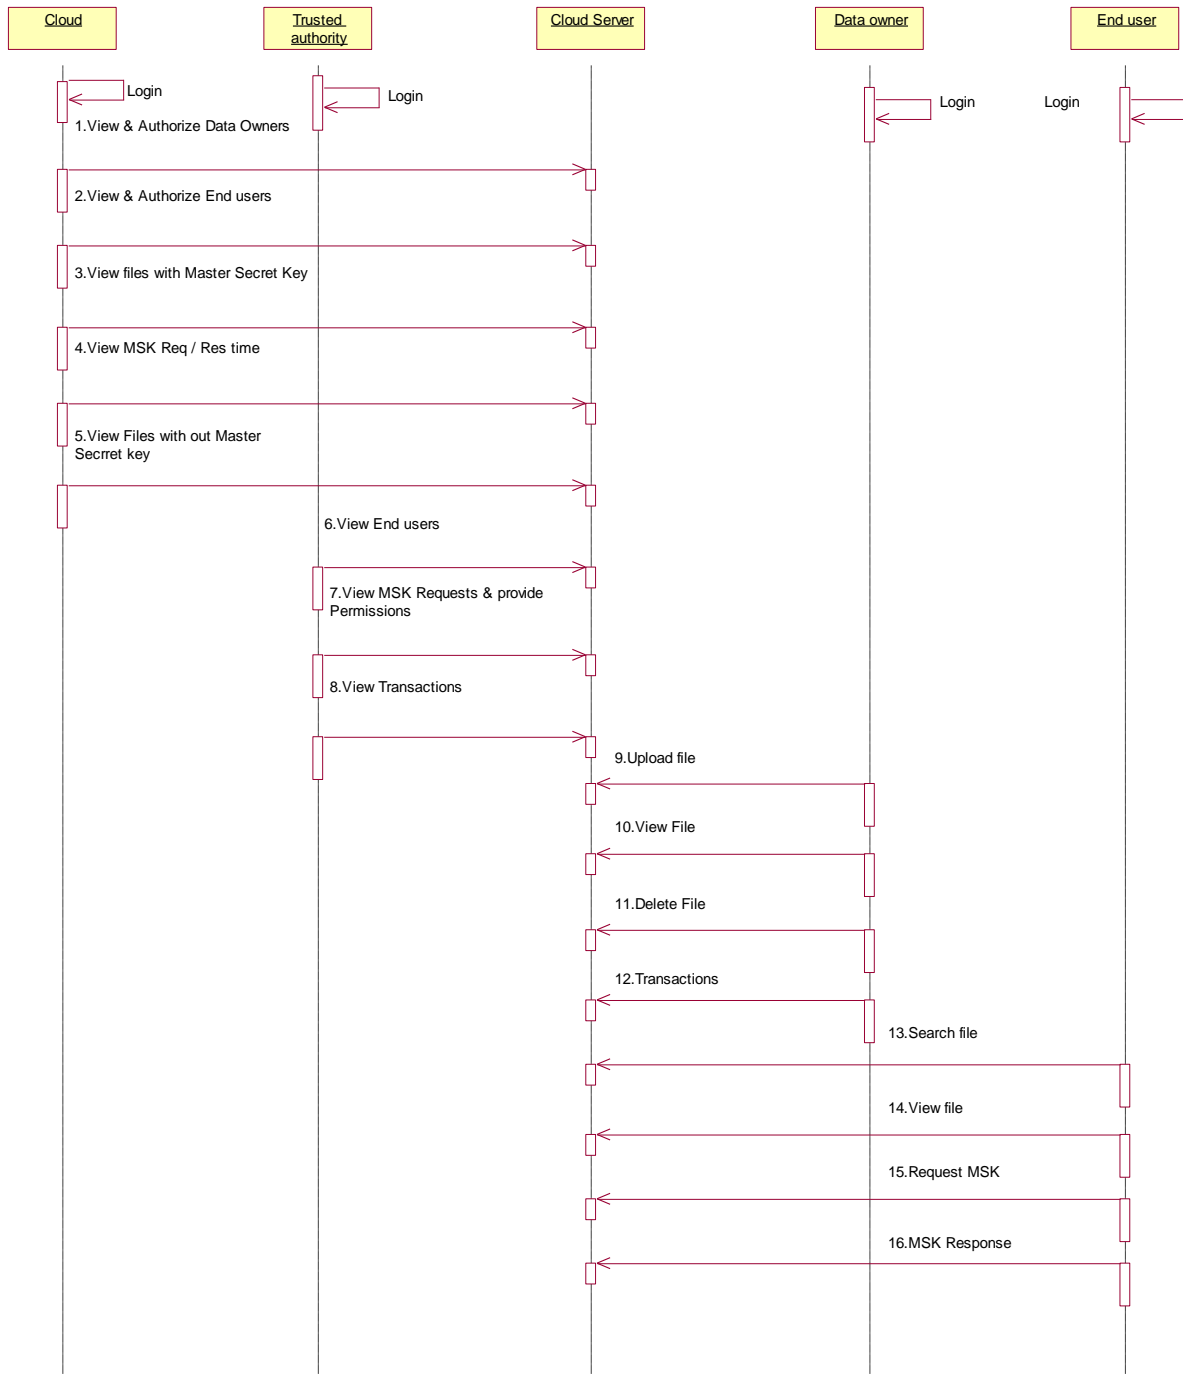 Cloud
Trusted
authority
Cloud Server
Data owner
End user
Login
Login
Login
Login
1.View & Authorize Data Owners
2.View & Authorize End users
3.View files with Master Secret Key
4.View MSK Req / Res time
5.View Files with out Master
Secrret key
6.View End users
7.View MSK Requests & provide
Permissions
8.View Transactions
9.Upload file
10.View File
11.Delete File
12.Transactions
13.Search file
14.View file
15.Request MSK
16.MSK Response